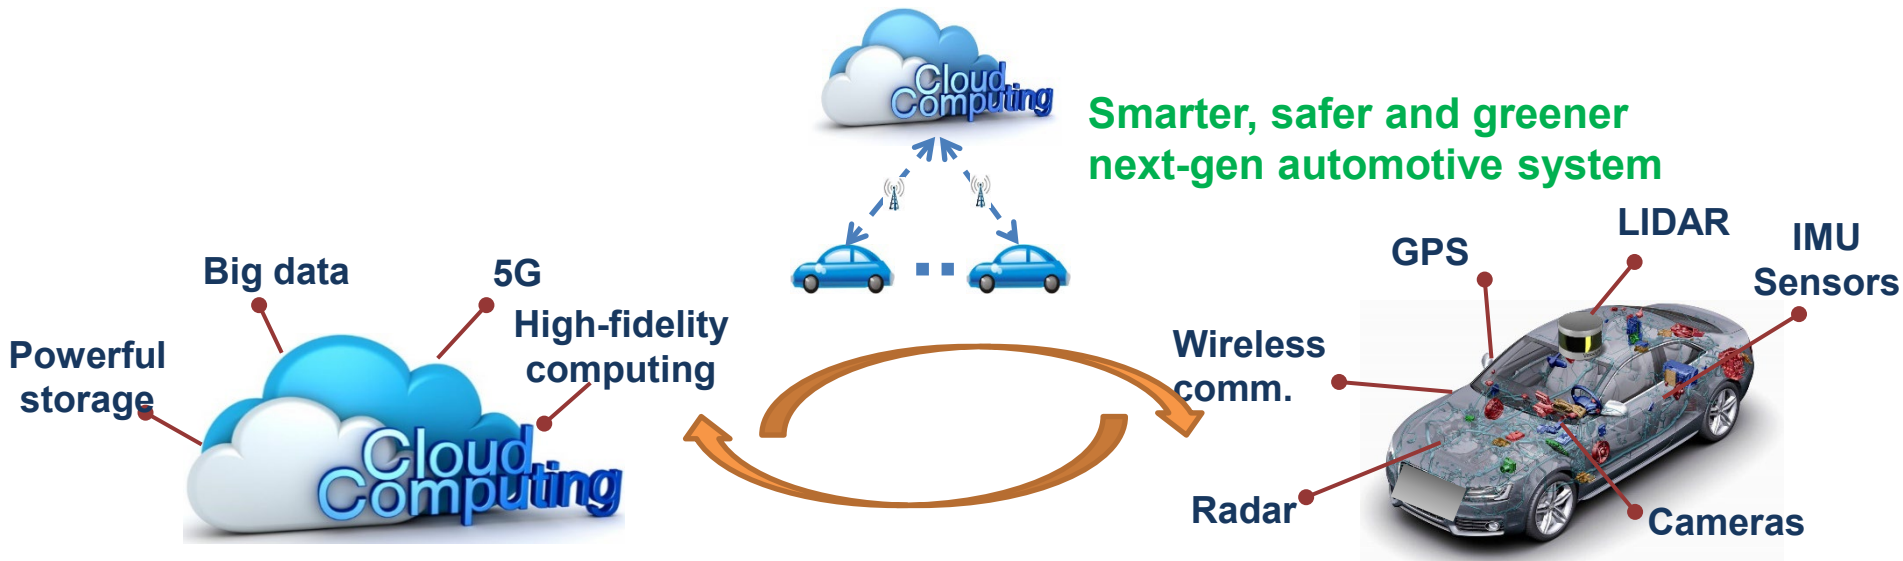 Cloud
Computing
Smarter, safer and greener
next-gen automotive system
Big data
5G
High-fidelity
computing
Powerful
storage
Cloud
Computing
Wireless
comm.
GPS
LIDAR
IMU
Sensors
Radar
Cameras